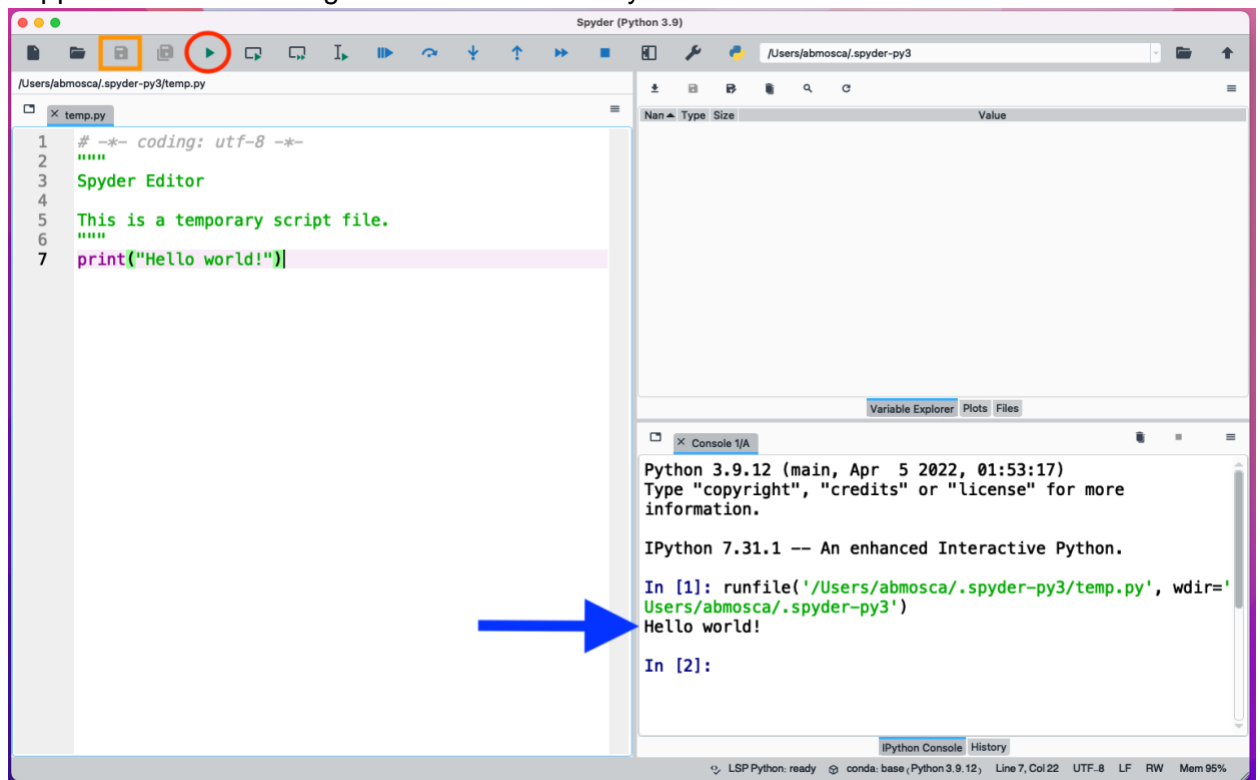 Spyder (Python 3.9)
/Users/abmosca/.spyder-py3
/Users/abmosca/.spyder-py3/temp.py
temp.py
1 # -*- coding: utf-8 -*-
2 """
3 Spyder Editor
4
5 This is a temporary script file.
6 """
7 print("Hello world!")
Nan Type Size Value
Variable Explorer Plots Files
Console 1/A
Python 3.9.12 (main, Apr  5 2022, 01:53:17)
Type "copyright", "credits" or "license" for more
information.
IPython 7.31.1 -- An enhanced Interactive Python.
In [1]: runfile('/Users/abmosca/.spyder-py3/temp.py', wdir='
Users/abmosca/.spyder-py3')
Hello world!
In [2]:
IPython Console History
LSP Python: ready conda: base (Python 3.9.12) Line 7, Col 22 UTF-8 LF RW Mem 95%